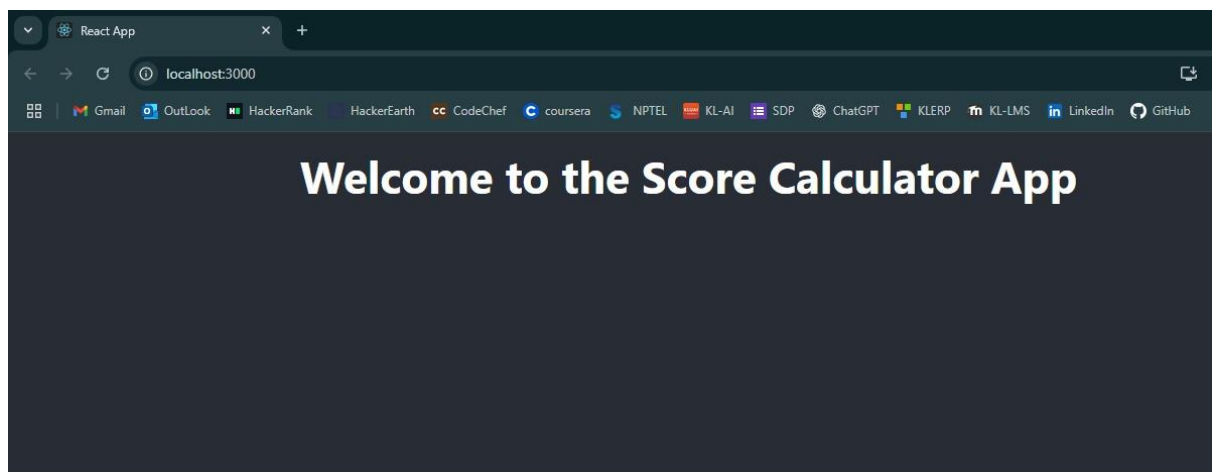 React App
localhost:3000
Gmail OutLook HackerRank HackerEarth CodeChef coursera NPTEL KL-AI SDP ChatGPT KLERP KL-LMS LinkedIn GitHub
Welcome to the Score Calculator App